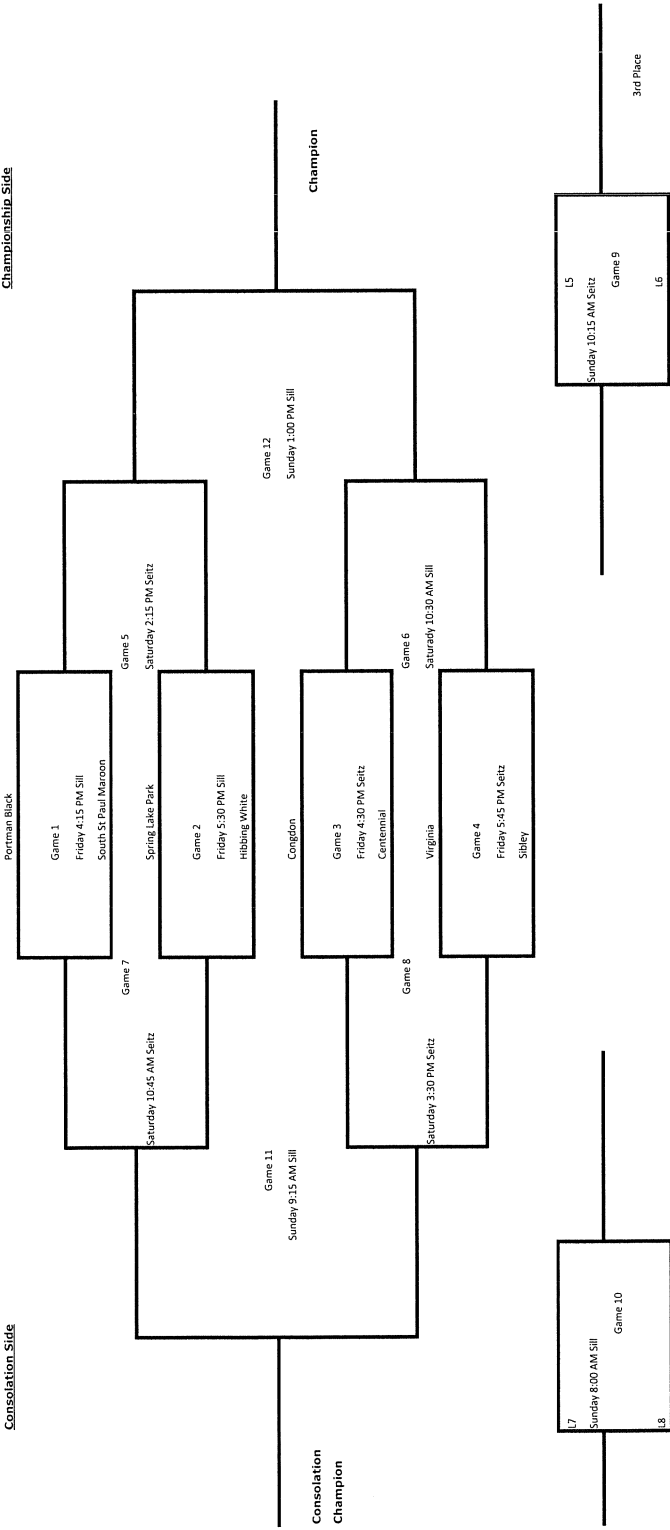 Consolation Side
Championship Side
Portman Black
Game 1
Friday 4:15 PM Sill
South St Paul Maroon
Game 7
Saturday 10:45 AM Seitz
Game 5
Saturday 2:15 PM Seitz
Spring Lake Park
Game 2
Friday 5:30 PM Sill
Hibbing White
Game 11
Sunday 9:15 AM Sill
Game 12
Sunday 1:00 PM Sill
Consolation
Champion
Champion
Congdon
Game 3
Friday 4:30 PM Seitz
Centennial
Game 8
Saturday 3:30 PM Seitz
Game 6
Saturady 10:30 AM Sill
Virginia
Game 4
Friday 5:45 PM Seitz
Sibley
L7
Sunday 8:00 AM Sill
Game 10
L8
L5
Sunday 10:15 AM Seitz
Game 9
L6
3rd Place